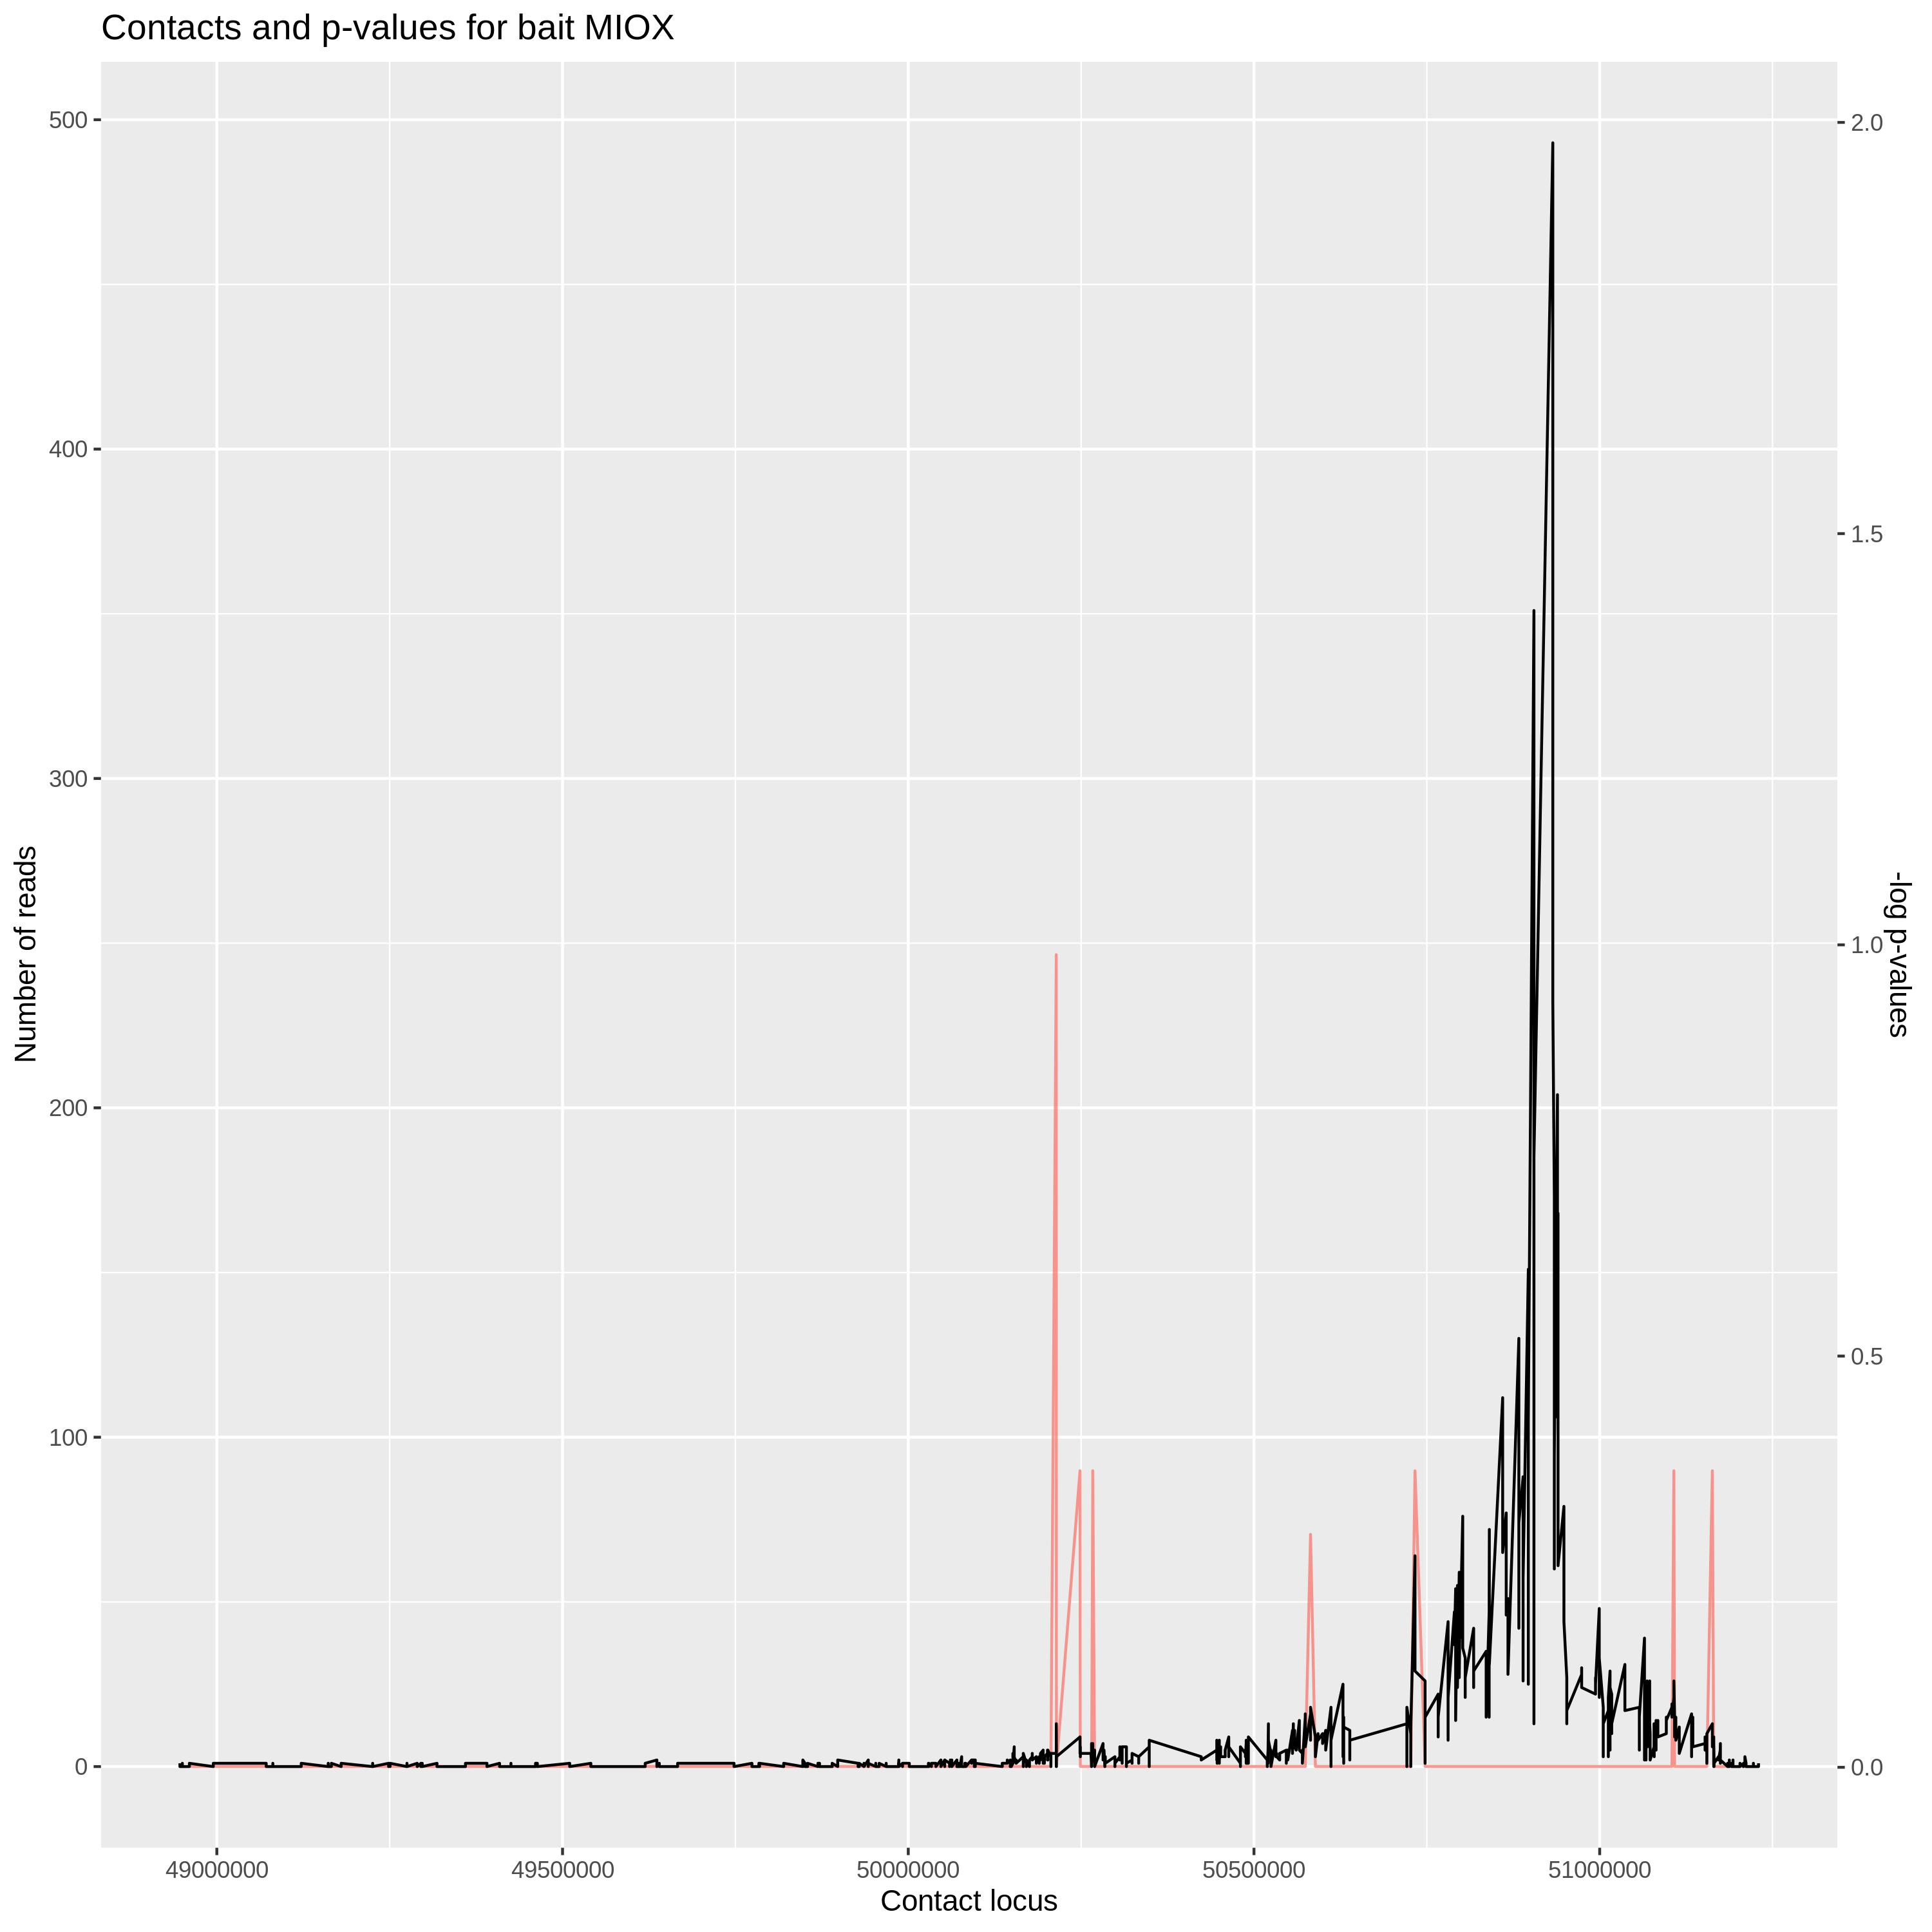 Contacts and p-values for bait MIOX
500
400
300
200
100
0
Number of reads
2.0
1.5
1.0
0.5
0.0
-log p-values
49000000 49500000 50000000 50500000 51000000
Contact locus